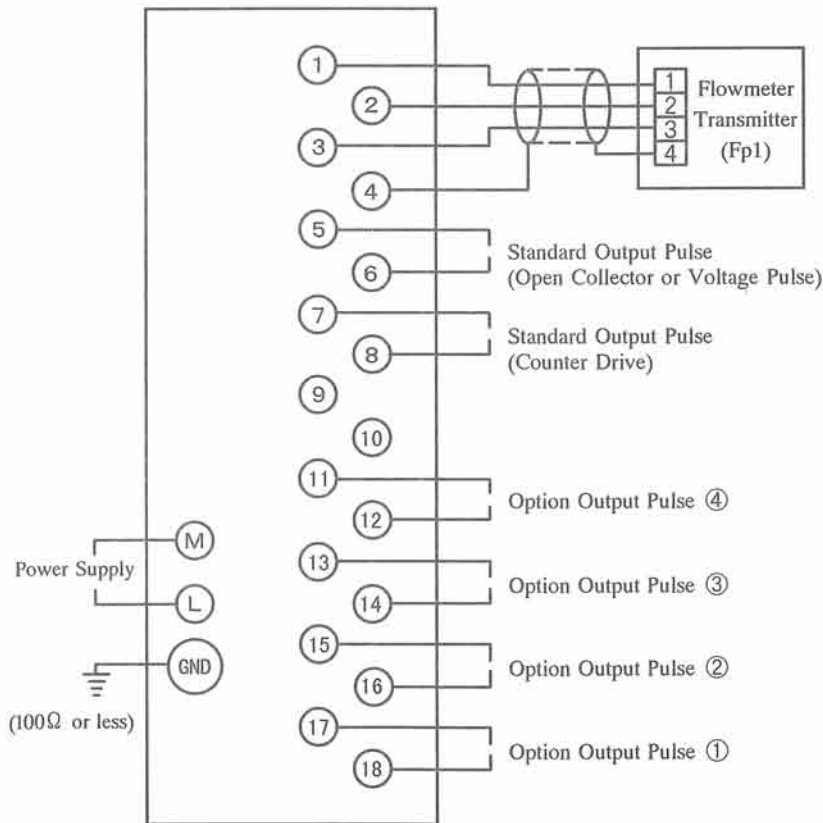 1
1
2
Flowmeter
2
Transmitter
3
3
(Fp1)
4
4
5
Standard Output Pulse
6
(Open Collector or Voltage Pulse)
7
Standard Output Pulse
8
(Counter Drive)
9
10
11
Option Output Pulse ④
12
M
13
Power Supply
Option Output Pulse ③
L
14
15
GND
Option Output Pulse ②
16
(100Ω or less)
17
Option Output Pulse ①
18